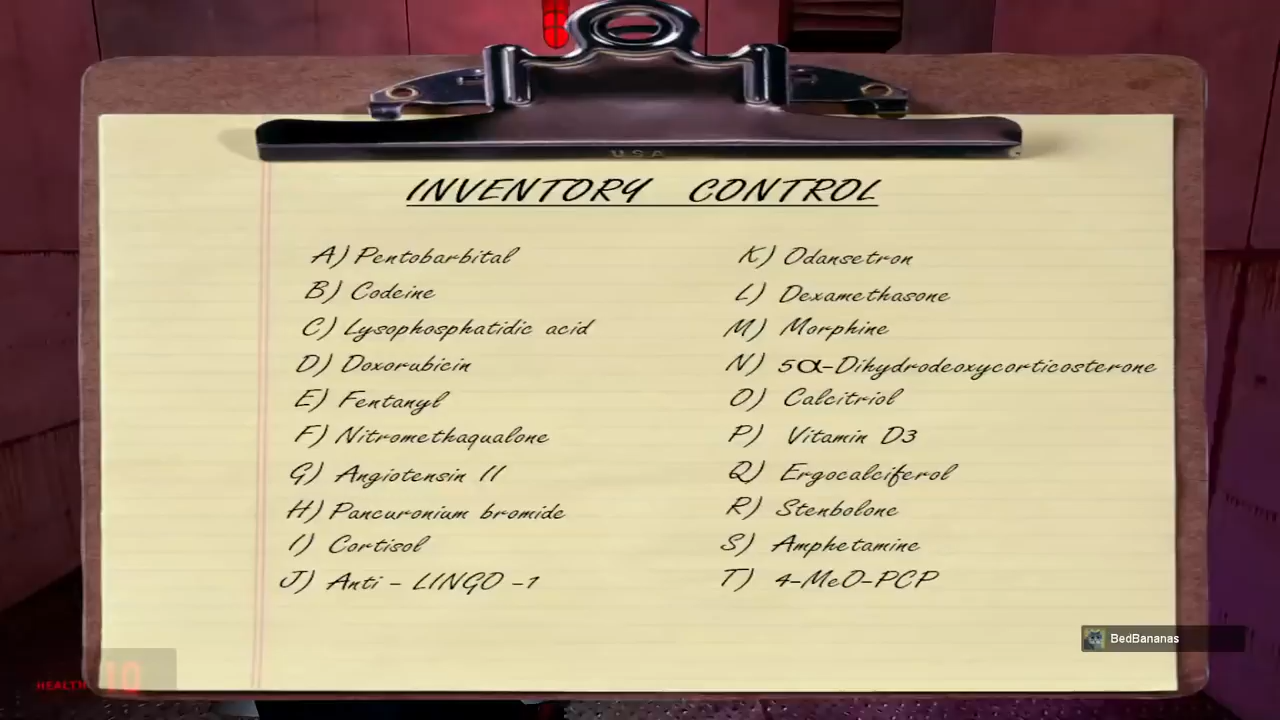 USA
INVENTORY CONTROL
A) Pentobarbital
B) Codeine
C) Lysophosphatidic acid
D) Doxorubicin
E) Fentanyl
F) Nitromethaqualone
G) Angiotensin II
H) Pancuronium bromide
I) Cortisol
J) Anti - LINGO -1
K) Odansetron
L) Dexamethasone
M) Morphine
N) 5α-Dihydrodeoxycorticosterone
O) Calcitriol
P) Vitamin D3
Q) Ergocalciferol
R) Stenbolone
S) Amphetamine
T) 4-MeO-PCP
BedBananas
HEALTH 10